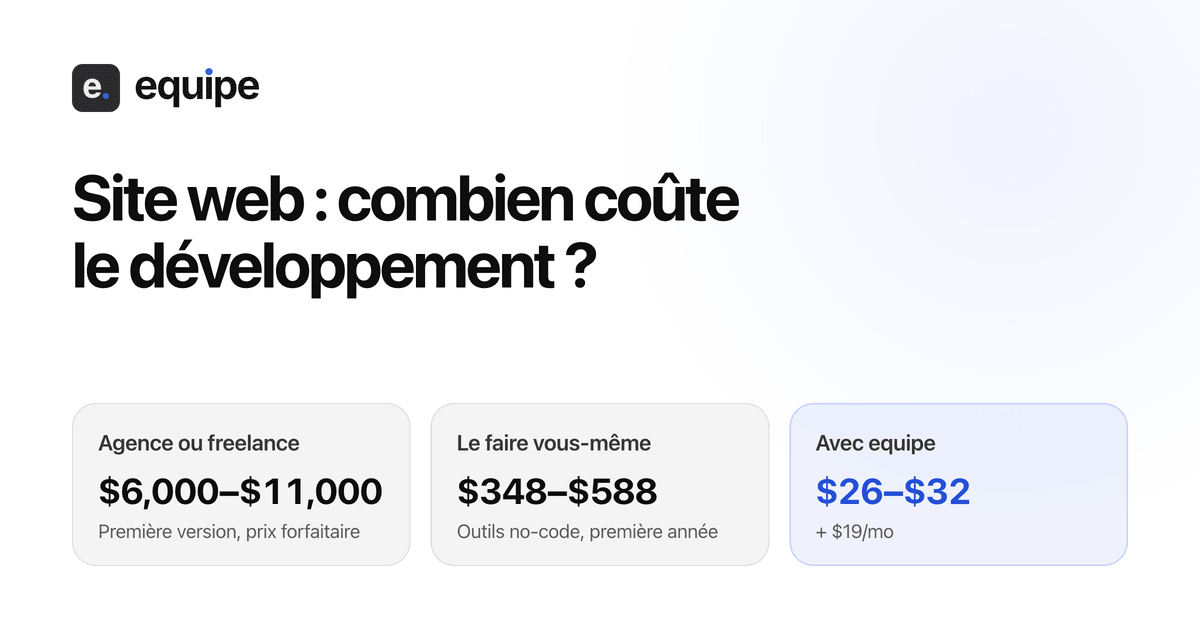 e.
equipe
Site web : combien coûte
le développement ?
Agence ou freelance
$6,000–$11,000
Première version, prix forfaitaire
Le faire vous-même
$348–$588
Outils no-code, première année
Avec equipe
$26–$32
+ $19/mo